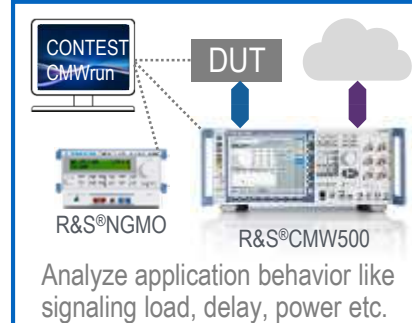 CONTEST
CMWrun
DUT
R&S®NGMO
R&S®CMW500
Analyze application behavior like
signaling load, delay, power etc.